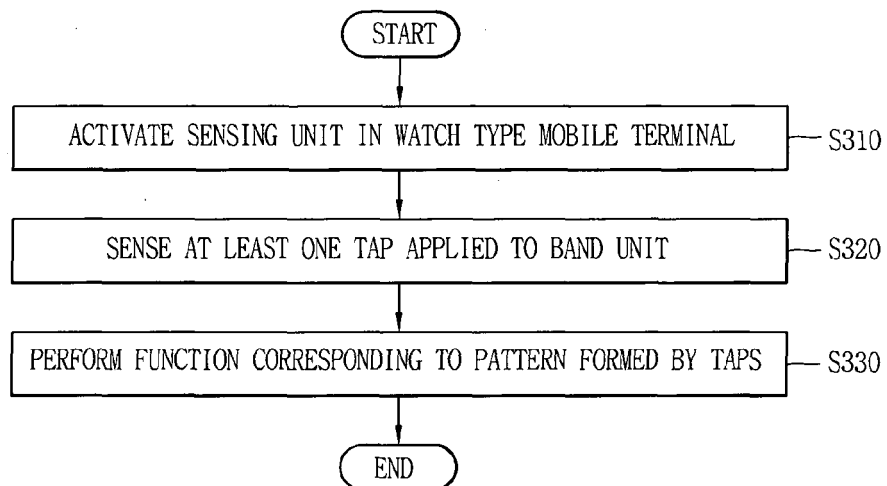 START
ACTIVATE SENSING UNIT IN WATCH TYPE MOBILE TERMINAL
S310
SENSE AT LEAST ONE TAP APPLIED TO BAND UNIT
S320
PERFORM FUNCTION CORRESPONDING TO PATTERN FORMED BY TAPS
S330
END